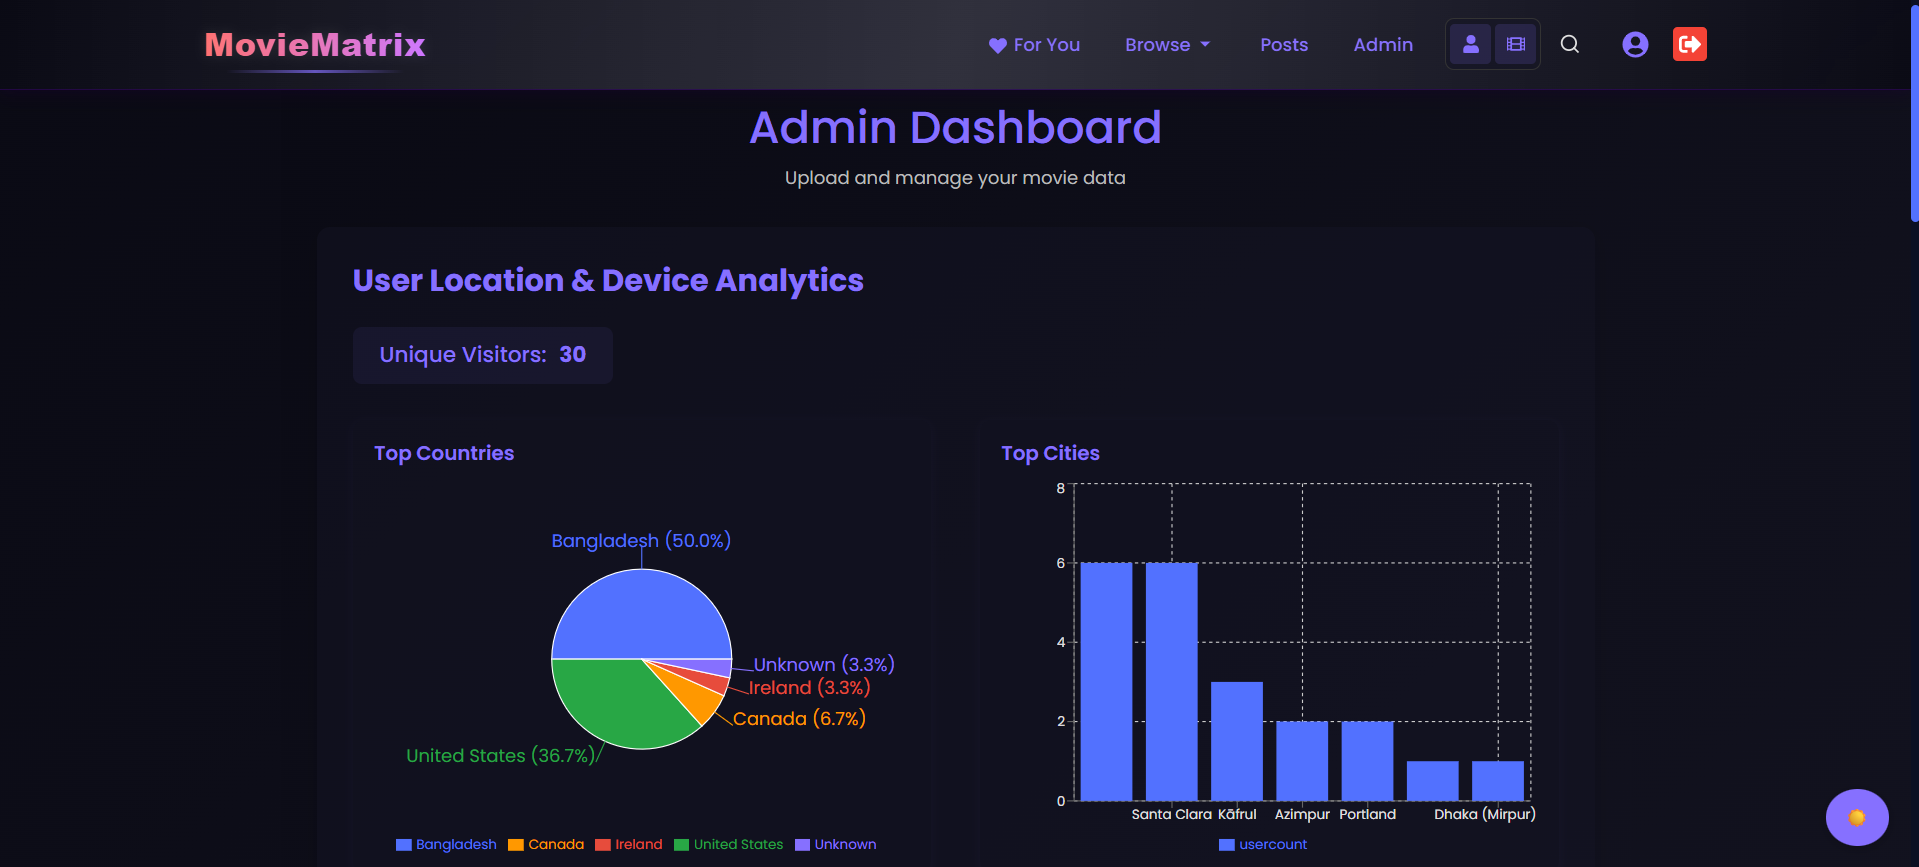 MovieMatrix
For You
Browse
Posts
Admin
Admin Dashboard
Upload and manage your movie data
User Location & Device Analytics
Unique Visitors: 30
Top Countries
Bangladesh (50.0%)
Unknown (3.3%)
Ireland (3.3%)
Canada (6.7%)
United States (36.7%)
Bangladesh
Canada
Ireland
United States
Unknown
Top Cities
8
6
4
2
0
Santa Clara
Kāfrul
Azimpur
Portland
Dhaka (Mirpur)
usercount